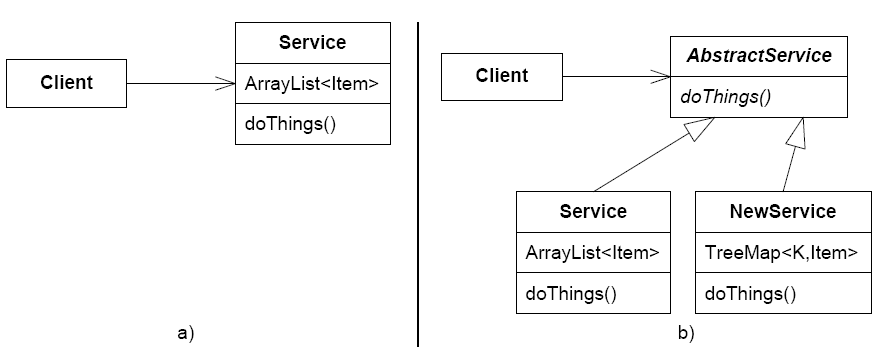 Client
Service
ArrayList<Item>
doThings()
a)
Client
AbstractService
doThings()
Service
ArrayList<Item>
doThings()
NewService
TreeMap<K,Item>
doThings()
b)